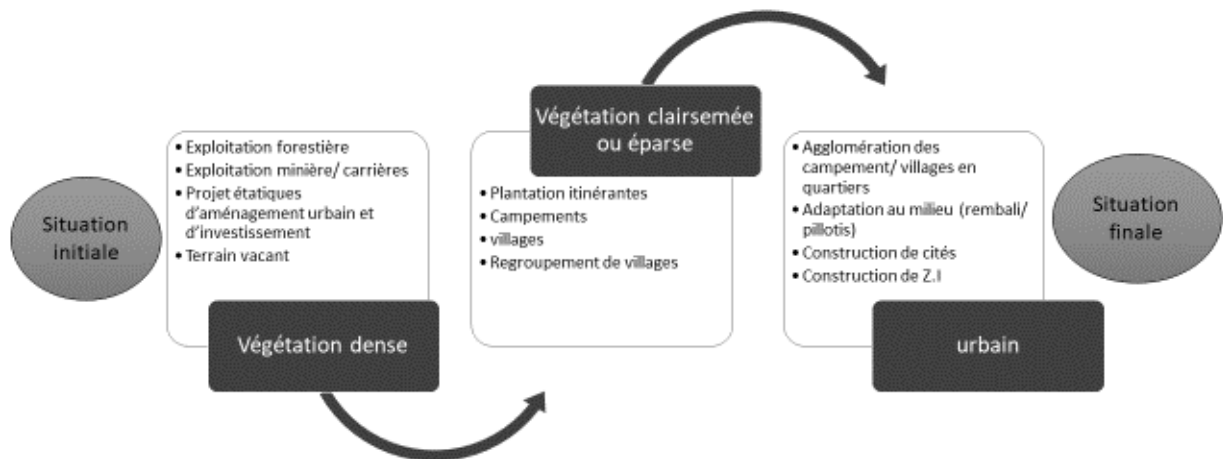 Situation
initiale
• Exploitation forestière
• Exploitation minière/ carrières
• Projet étatiques
d'aménagement urbain et
d'investissement
• Terrain vacant
Végétation dense
Végétation clairsemée
ou éparse
• Plantation itinérantes
• Campements
• villages
• Regroupement de villages
• Agglomération des
campement/ villages en
quartiers
• Adaptation au milieu (rembali/
pillotis)
• Construction de cités
• Construction de Z.I
urbain
Situation
finale